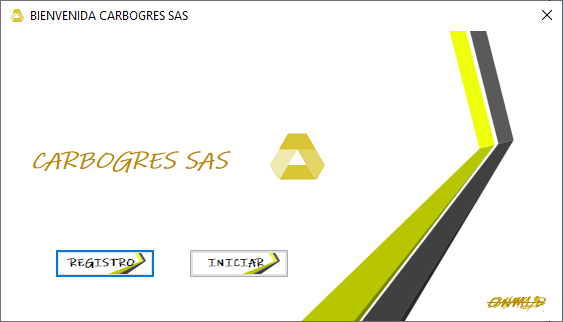 BIENVENIDA CARBOGRES SAS
CARBOGRES SAS
REGISTRO
INICIAR